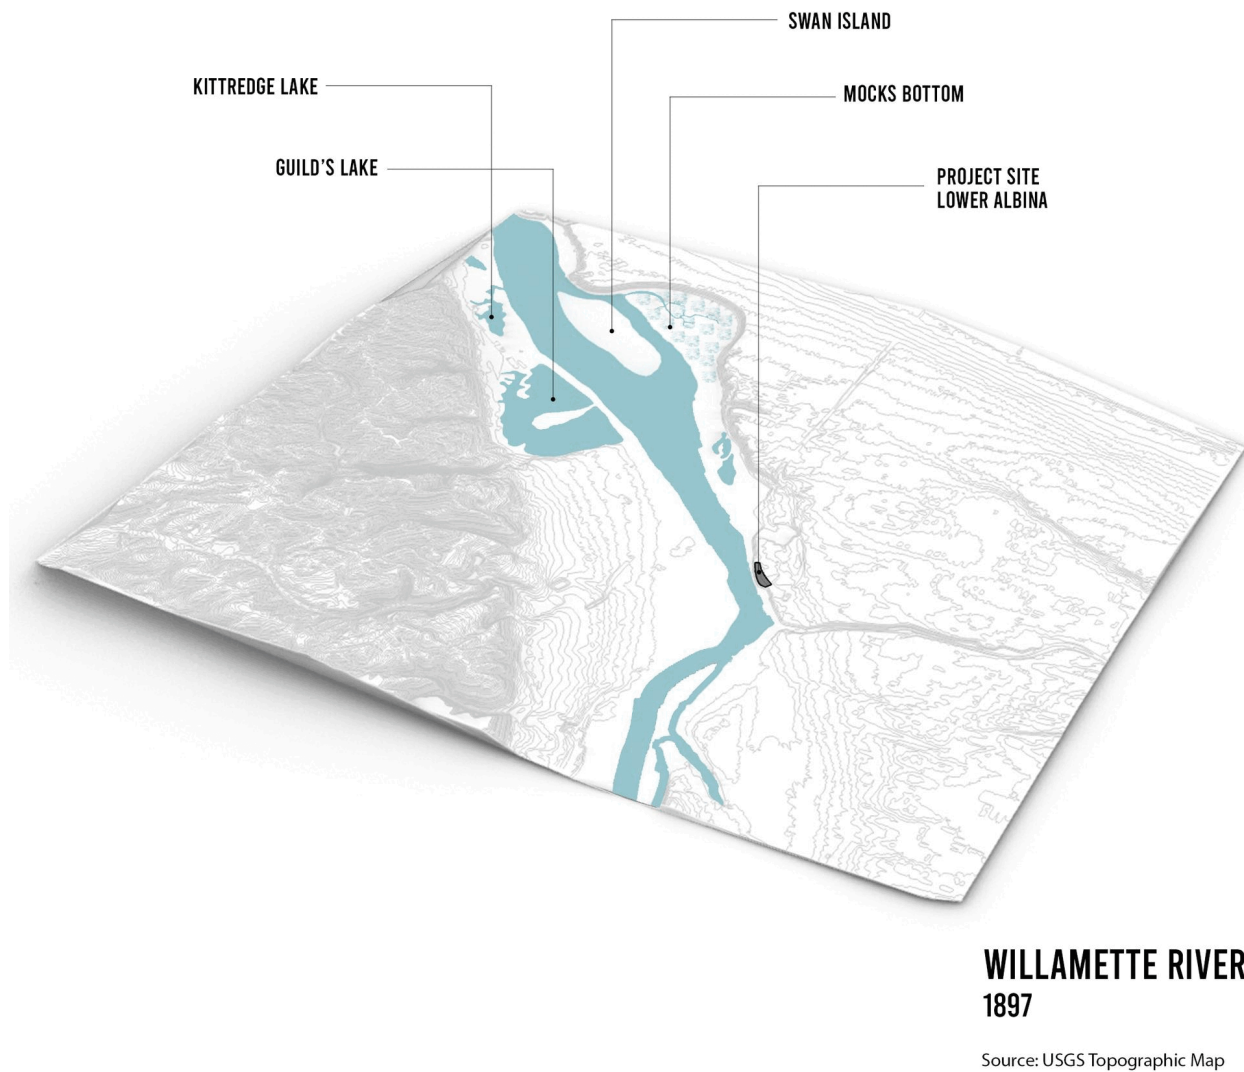 SWAN ISLAND
KITTREDGE LAKE
MOCKS BOTTOM
GUILD'S LAKE
PROJECT SITE
LOWER ALBINA
WILLAMETTE RIVER
1897
Source: USGS Topographic Map